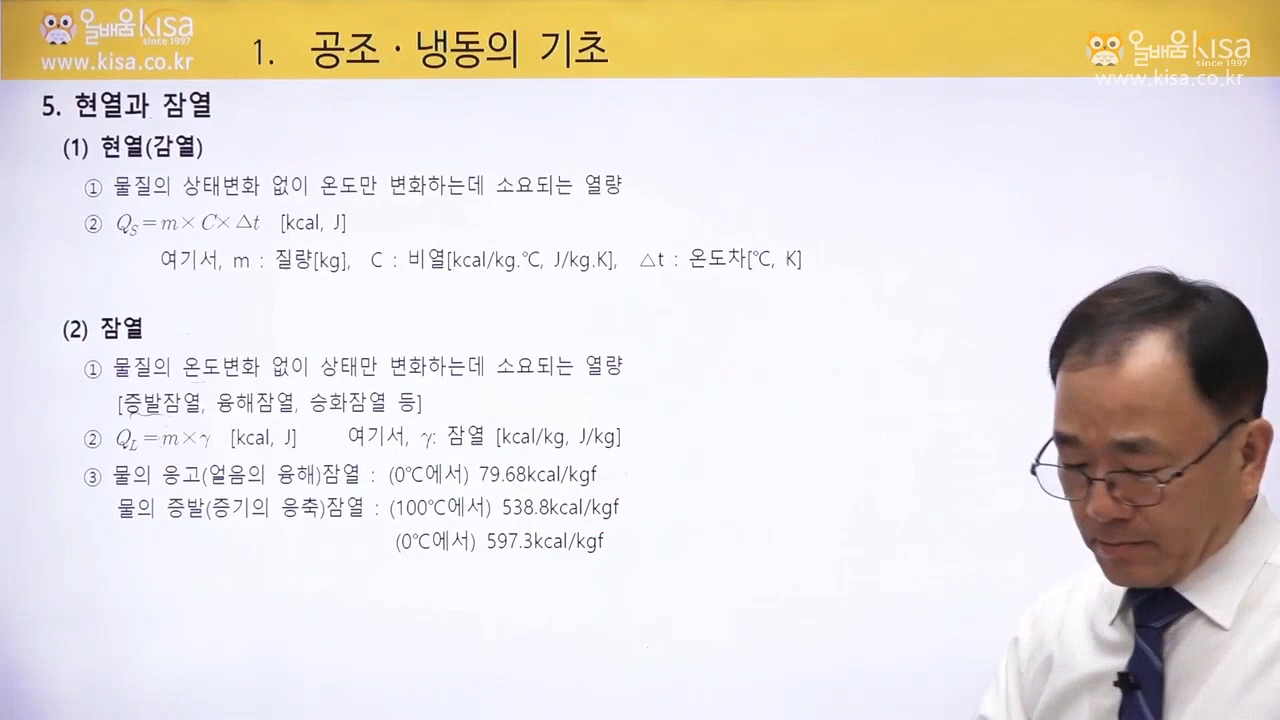 올배움 kisa
since 1997
www.kisa.co.kr
1. 공조 · 냉동의 기초
올배움 kisa
since 1997
www.kisa.co.kr
5. 현열과 잠열
(1) 현열(감열)
① 물질의 상태변화 없이 온도만 변화하는데 소요되는 열량
② Q_S = m × C × Δt [kcal, J]
여기서, m : 질량[kg], C : 비열[kcal/kg.℃, J/kg.K], △t : 온도차[℃, K]
(2) 잠열
① 물질의 온도변화 없이 상태만 변화하는데 소요되는 열량
[증발잠열, 융해잠열, 승화잠열 등]
② Q_L = m × γ [kcal, J] 여기서, γ: 잠열 [kcal/kg, J/kg]
③ 물의 응고(얼음의 융해)잠열 : (0℃에서) 79.68kcal/kgf
물의 증발(증기의 응축)잠열 : (100℃에서) 538.8kcal/kgf
(0℃에서) 597.3kcal/kgf